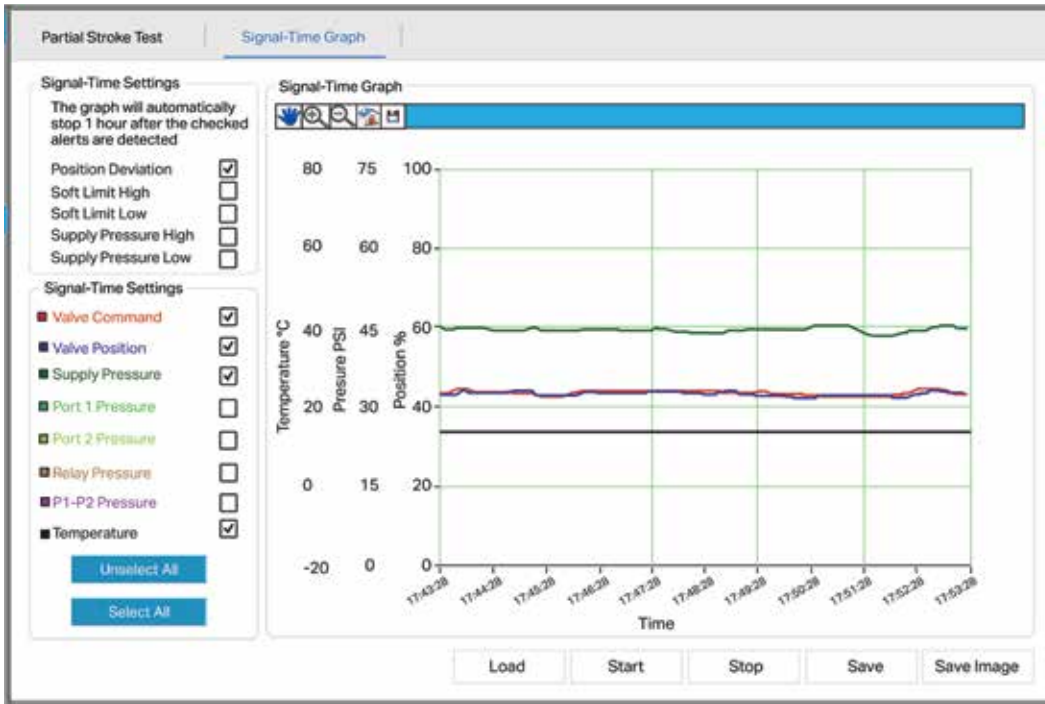 Partial Stroke Test
Signal-Time Graph
Signal-Time Settings
The graph will automatically
stop 1 hour after the checked
alerts are detected
Position Deviation
Soft Limit High
Soft Limit Low
Supply Pressure High
Supply Pressure Low
Signal-Time Settings
Valve Command
Valve Position
Supply Pressure
Port 1 Pressure
Port 2 Pressure
Relay Pressure
P1-P2 Pressure
Temperature
Unselect All
Select All
Signal-Time Graph
80 75 100
60 60 80
40 45 60
20 30 40
0 15 20
-20 0 0
Temperature °C
Presure PSI
Position %
17:43:28 17:44:28 17:45:28 17:46:28 17:47:28 17:48:28 17:49:28 17:50:28 17:51:28 17:52:28 17:53:28
Time
Load Start Stop Save Save Image